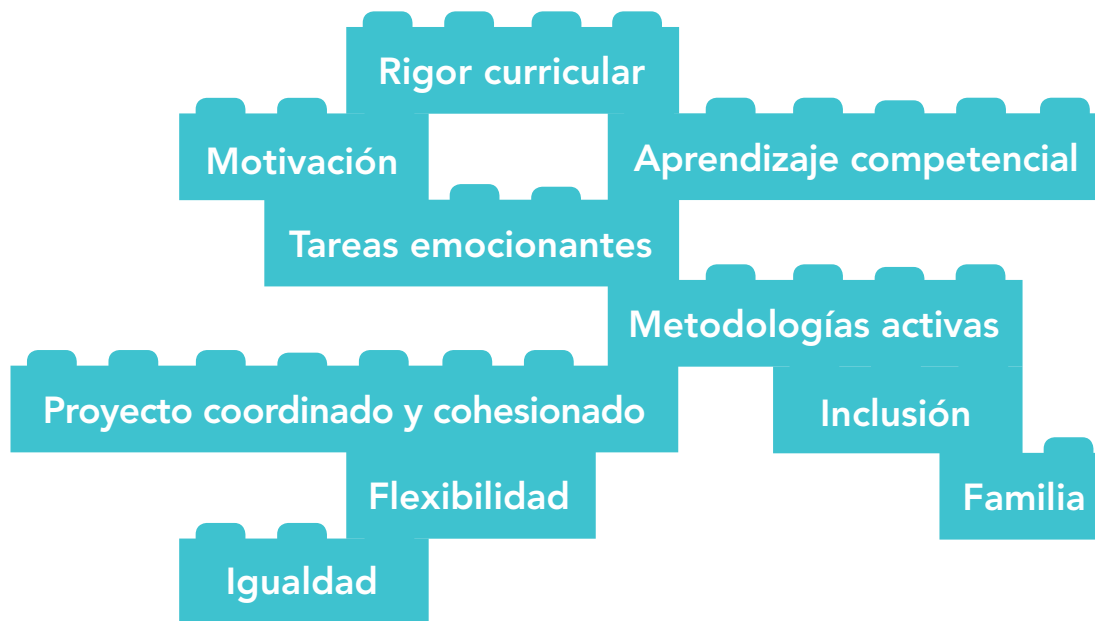 Rigor curricular
Motivación
Aprendizaje competencial
Tareas emocionantes
Metodologías activas
Proyecto coordinado y cohesionado
Inclusión
Flexibilidad
Familia
Igualdad